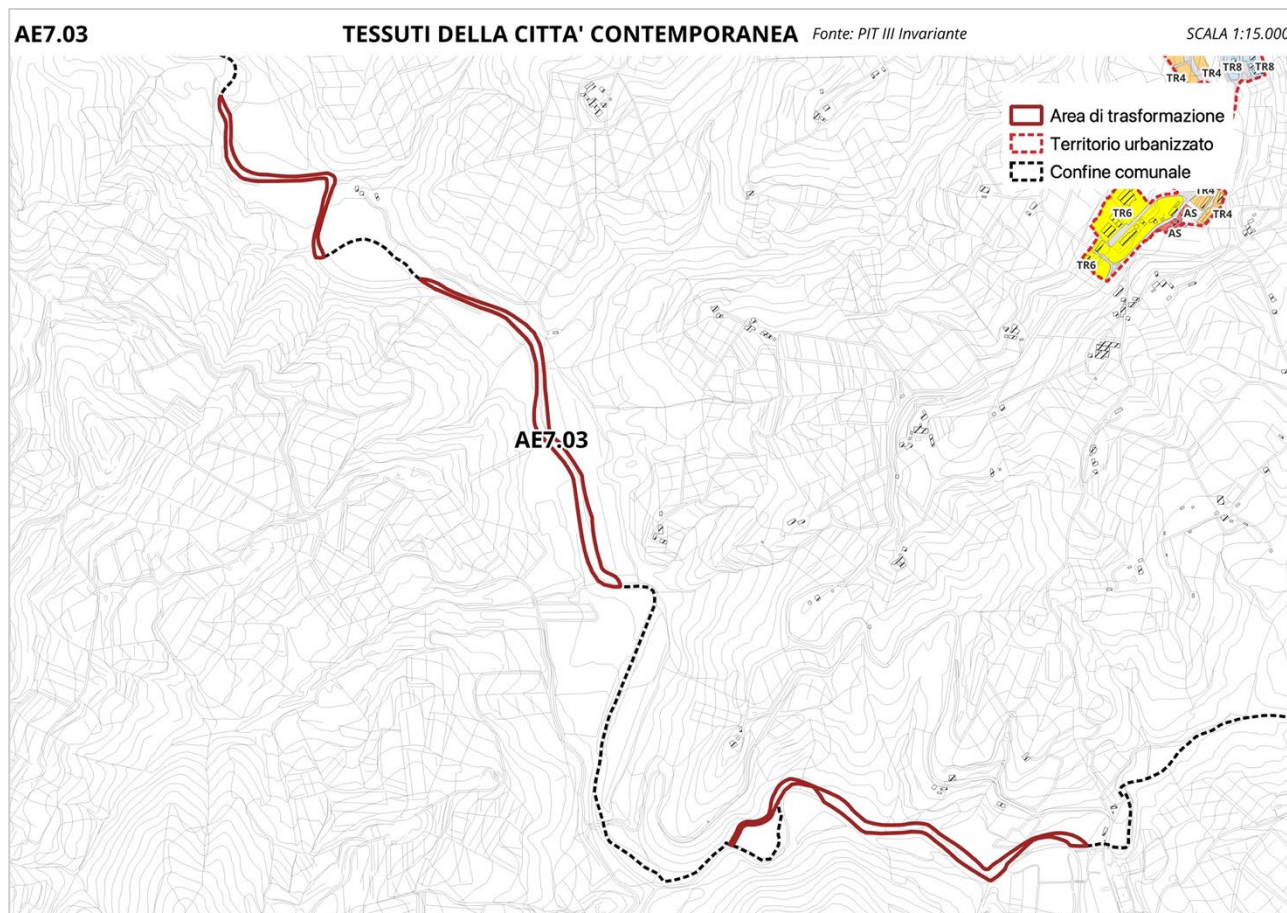 AE7.03 TESSUTI DELLA CITTA' CONTEMPORANEA Fonte: PIT III Invariante SCALA 1:15.000
TR4 TR4 TR8 TR8
Area di trasformazione
Territorio urbanizzato
Confine comunale
TR4
TR6 AS TR4
AS
TR6
AE7.03